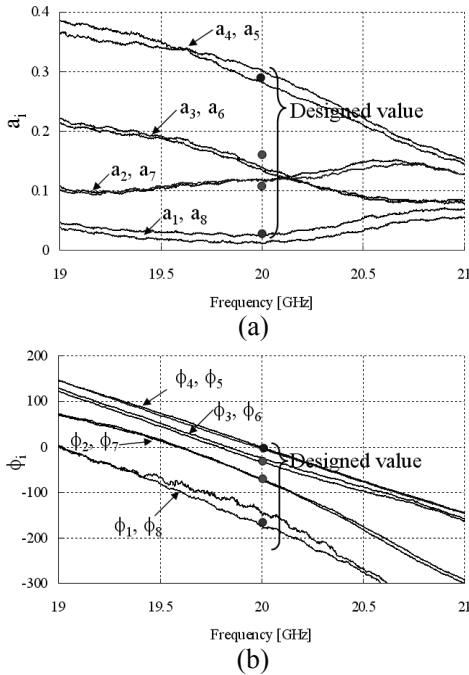 0.4
a₄, a₅
0.3
Designed value
a₃, a₆
aᵢ
0.2
a₂, a₇
0.1
a₁, a₈
0
19
19.5
20
20.5
21
Frequency [GHz]
(a)
200
ϕ₄, ϕ₅
100
ϕ₃, ϕ₆
0
ϕ₂, ϕ₇
Designed value
ϕᵢ
-100
ϕ₁, ϕ₈
-200
-300
19
19.5
20
20.5
21
Frequency [GHz]
(b)